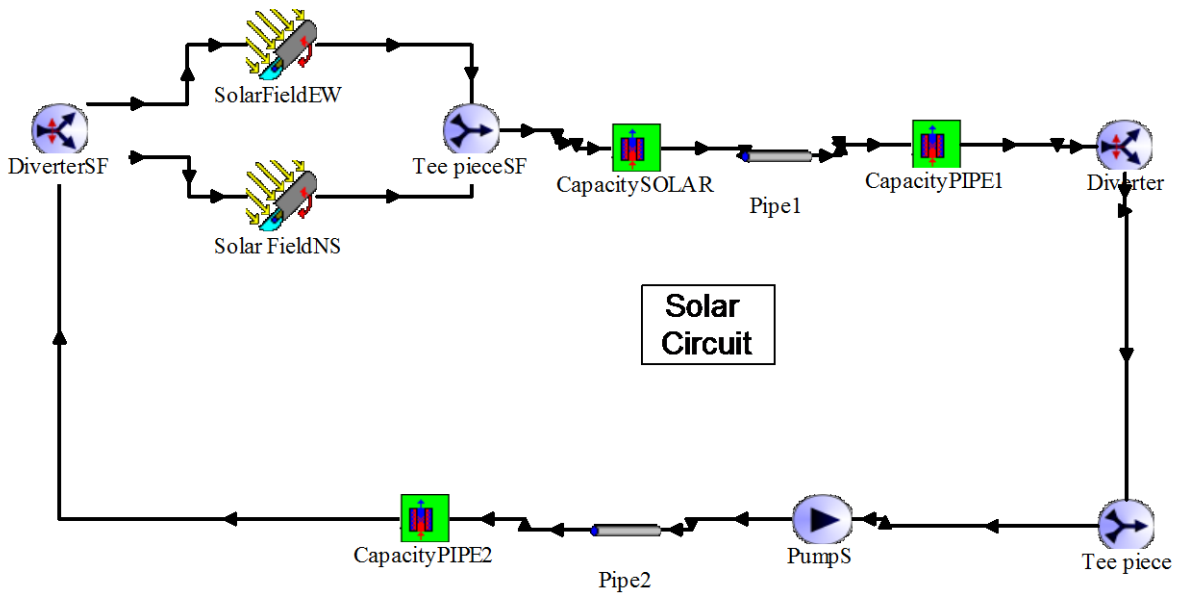 SolarFieldEW
DiverterSF
Tee pieceSF
CapacitySOLAR
CapacityPIPE1
Diverter
Pipe1
Solar FieldNS
Solar
Circuit
CapacityPIPE2
Pipe2
PumpS
Tee piece